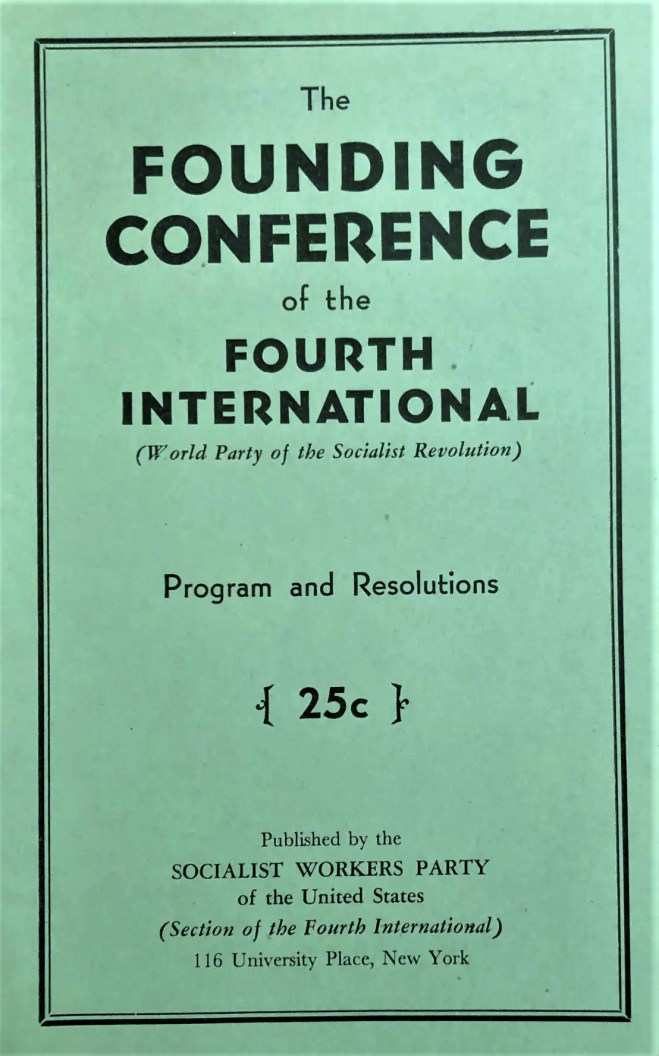 The
FOUNDING
CONFERENCE
of the
FOURTH
INTERNATIONAL
(World Party of the Socialist Revolution)
Program and Resolutions
{ 25c }
Published by the
SOCIALIST WORKERS PARTY
of the United States
(Section of the Fourth International)
116 University Place, New York